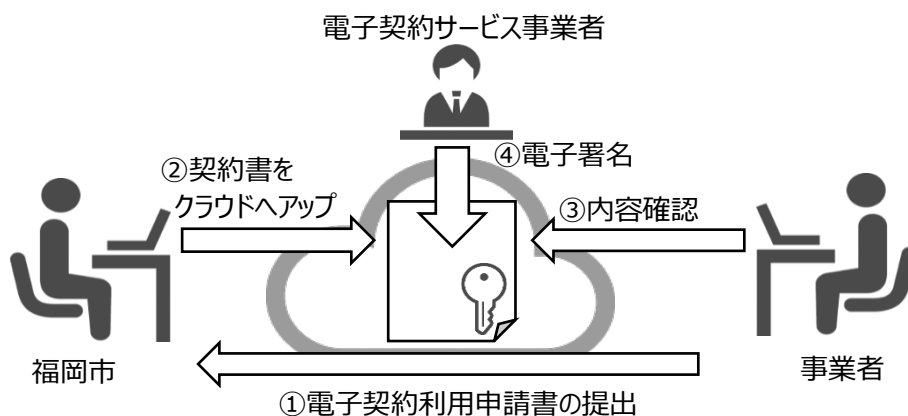 電子契約サービス事業者
④電子署名
②契約書を
クラウドへアップ
③内容確認
福岡市
事業者
①電子契約利用申請書の提出